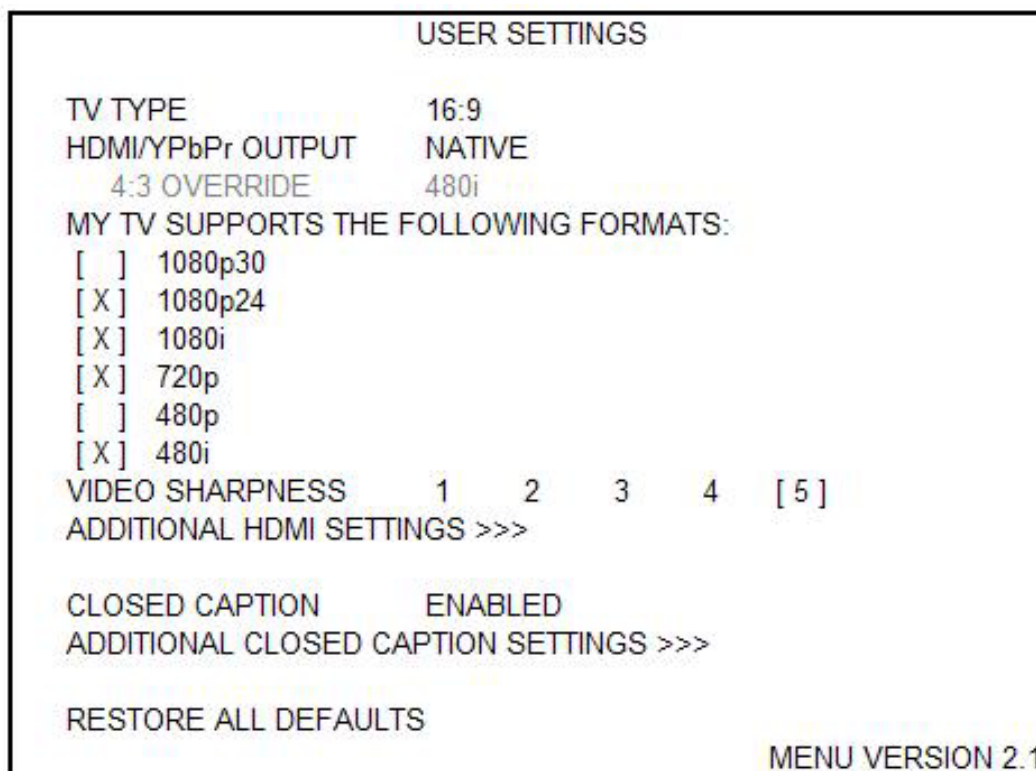 USER SETTINGS
TV TYPE 16:9
HDMI/YPbPr OUTPUT NATIVE
4:3 OVERRIDE 480i
MY TV SUPPORTS THE FOLLOWING FORMATS:
[ ] 1080p30
[ X ] 1080p24
[ X ] 1080i
[ X ] 720p
[ ] 480p
[ X ] 480i
VIDEO SHARPNESS 1 2 3 4 [ 5 ]
ADDITIONAL HDMI SETTINGS >>>
CLOSED CAPTION ENABLED
ADDITIONAL CLOSED CAPTION SETTINGS >>>
RESTORE ALL DEFAULTS
MENU VERSION 2.1